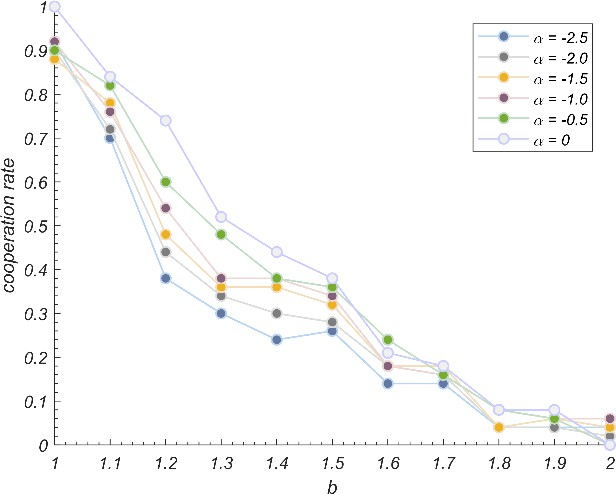 1
0.9
0.8
0.7
0.6
0.5
0.4
0.3
0.2
0.1
0
cooperation rate
α = -2.5
α = -2.0
α = -1.5
α = -1.0
α = -0.5
α = 0
1 1.1 1.2 1.3 1.4 1.5 1.6 1.7 1.8 1.9 2
b